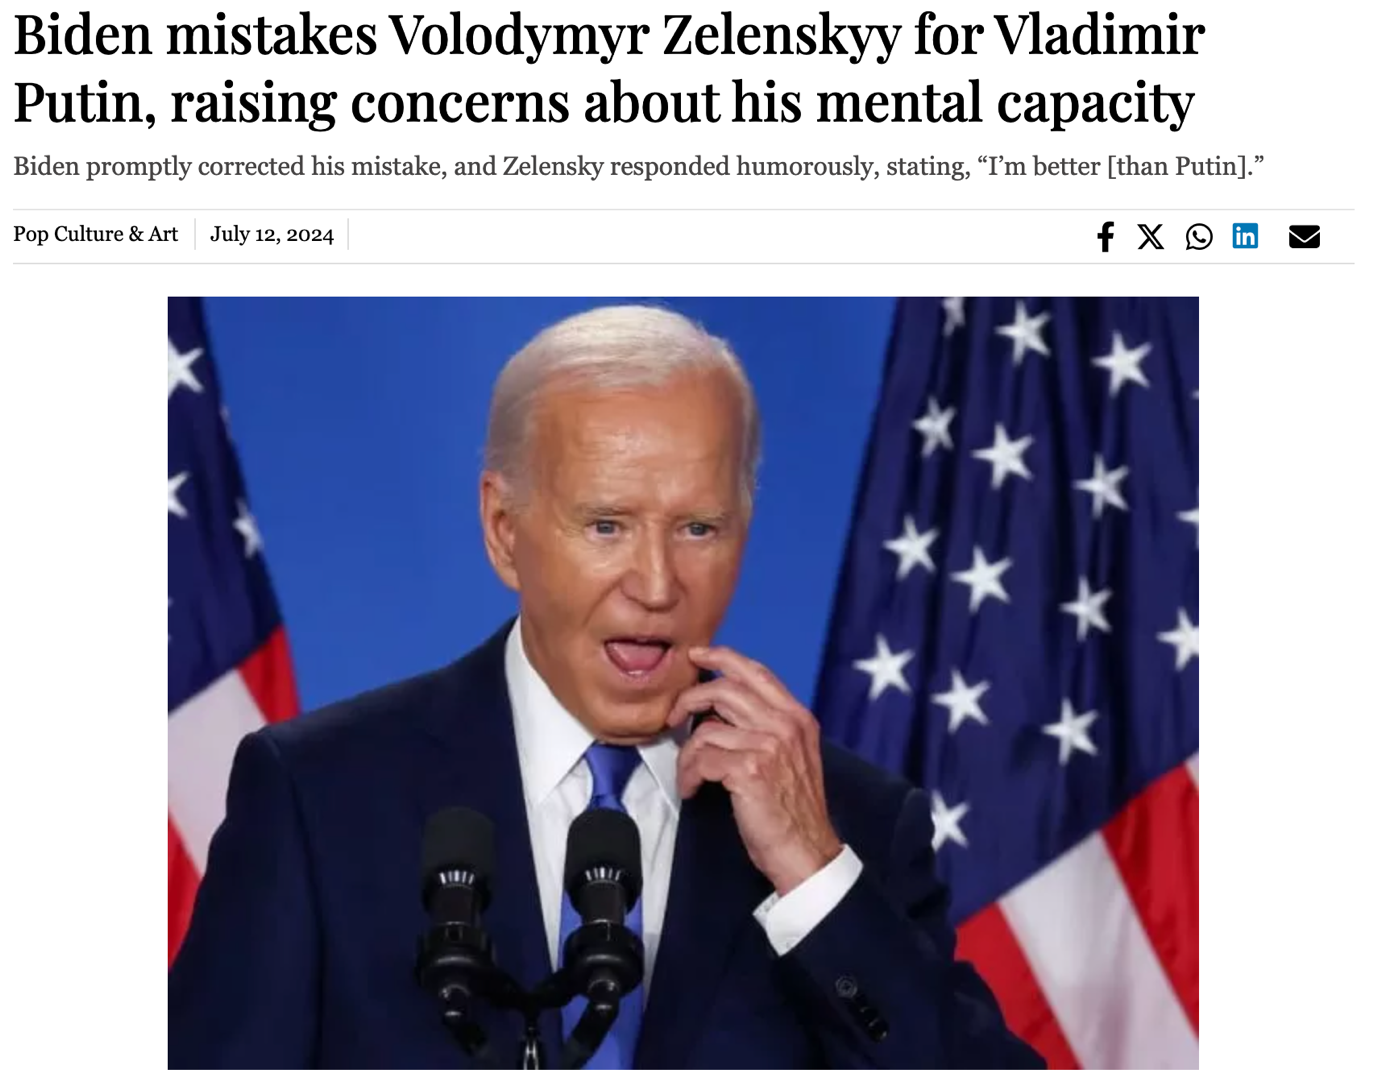 Biden mistakes Volodymyr Zelenskyy for Vladimir
Putin, raising concerns about his mental capacity
Biden promptly corrected his mistake, and Zelensky responded humorously, stating, “I’m better [than Putin].”
Pop Culture & Art
July 12, 2024